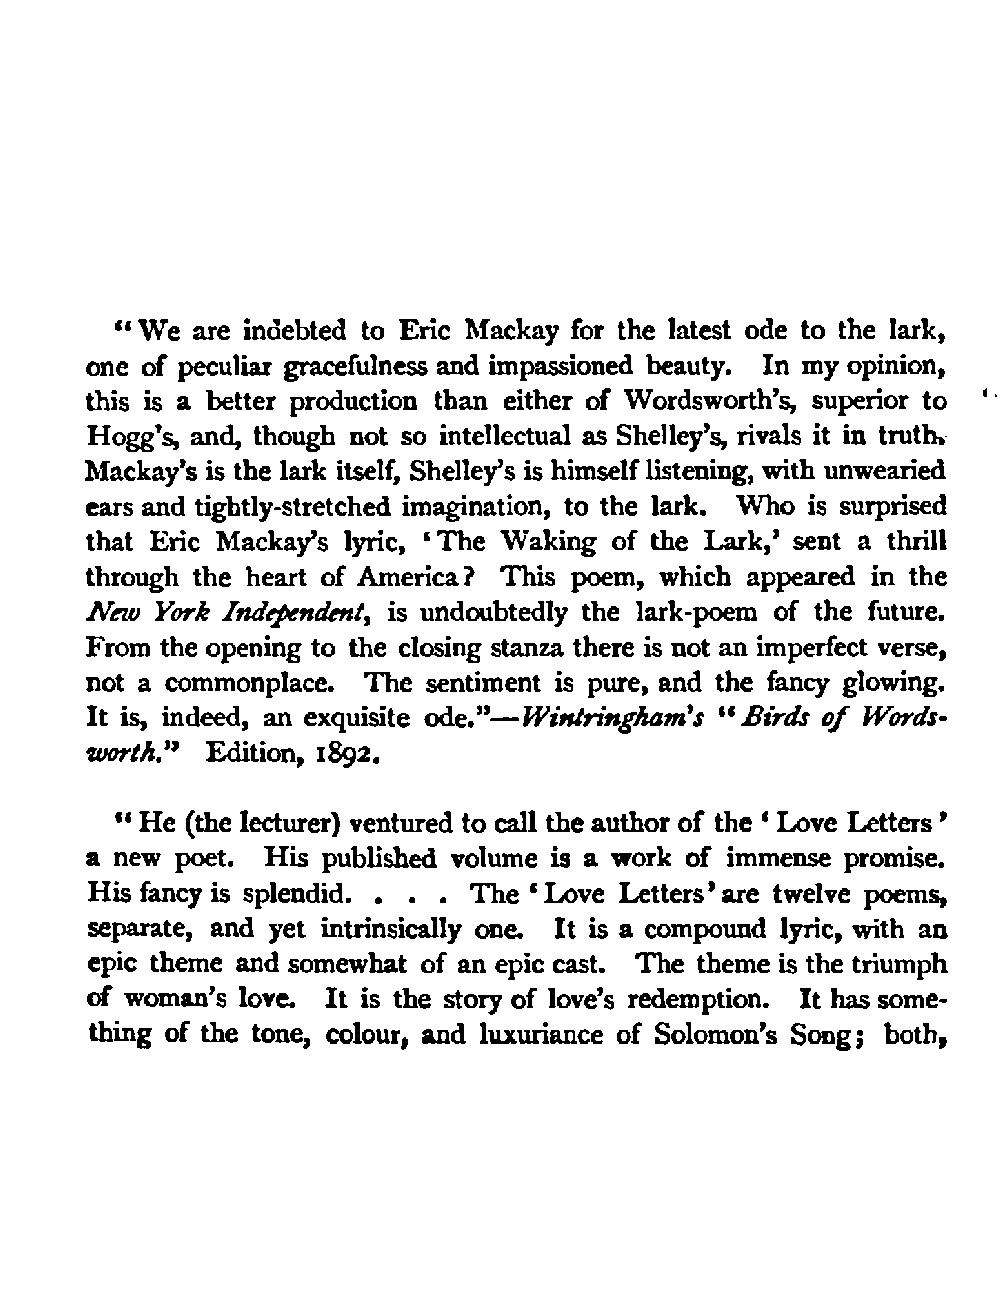 “We are indebted to Eric Mackay for the latest ode to the lark,
one of peculiar gracefulness and impassioned beauty. In my opinion,
this is a better production than either of Wordsworth’s, superior to
Hogg’s, and, though not so intellectual as Shelley’s, rivals it in truth.
Mackay’s is the lark itself, Shelley’s is himself listening, with unwearied
ears and tightly-stretched imagination, to the lark. Who is surprised
that Eric Mackay’s lyric, ‘The Waking of the Lark,’ sent a thrill
through the heart of America? This poem, which appeared in the
New York Independent, is undoubtedly the lark-poem of the future.
From the opening to the closing stanza there is not an imperfect verse,
not a commonplace. The sentiment is pure, and the fancy glowing.
It is, indeed, an exquisite ode.”—Wintringham’s “Birds of Words-
worth.” Edition, 1892.
“He (the lecturer) ventured to call the author of the ‘Love Letters’
a new poet. His published volume is a work of immense promise.
His fancy is splendid. . . . The ‘Love Letters’ are twelve poems,
separate, and yet intrinsically one. It is a compound lyric, with an
epic theme and somewhat of an epic cast. The theme is the triumph
of woman’s love. It is the story of love’s redemption. It has some-
thing of the tone, colour, and luxuriance of Solomon’s Song; both,